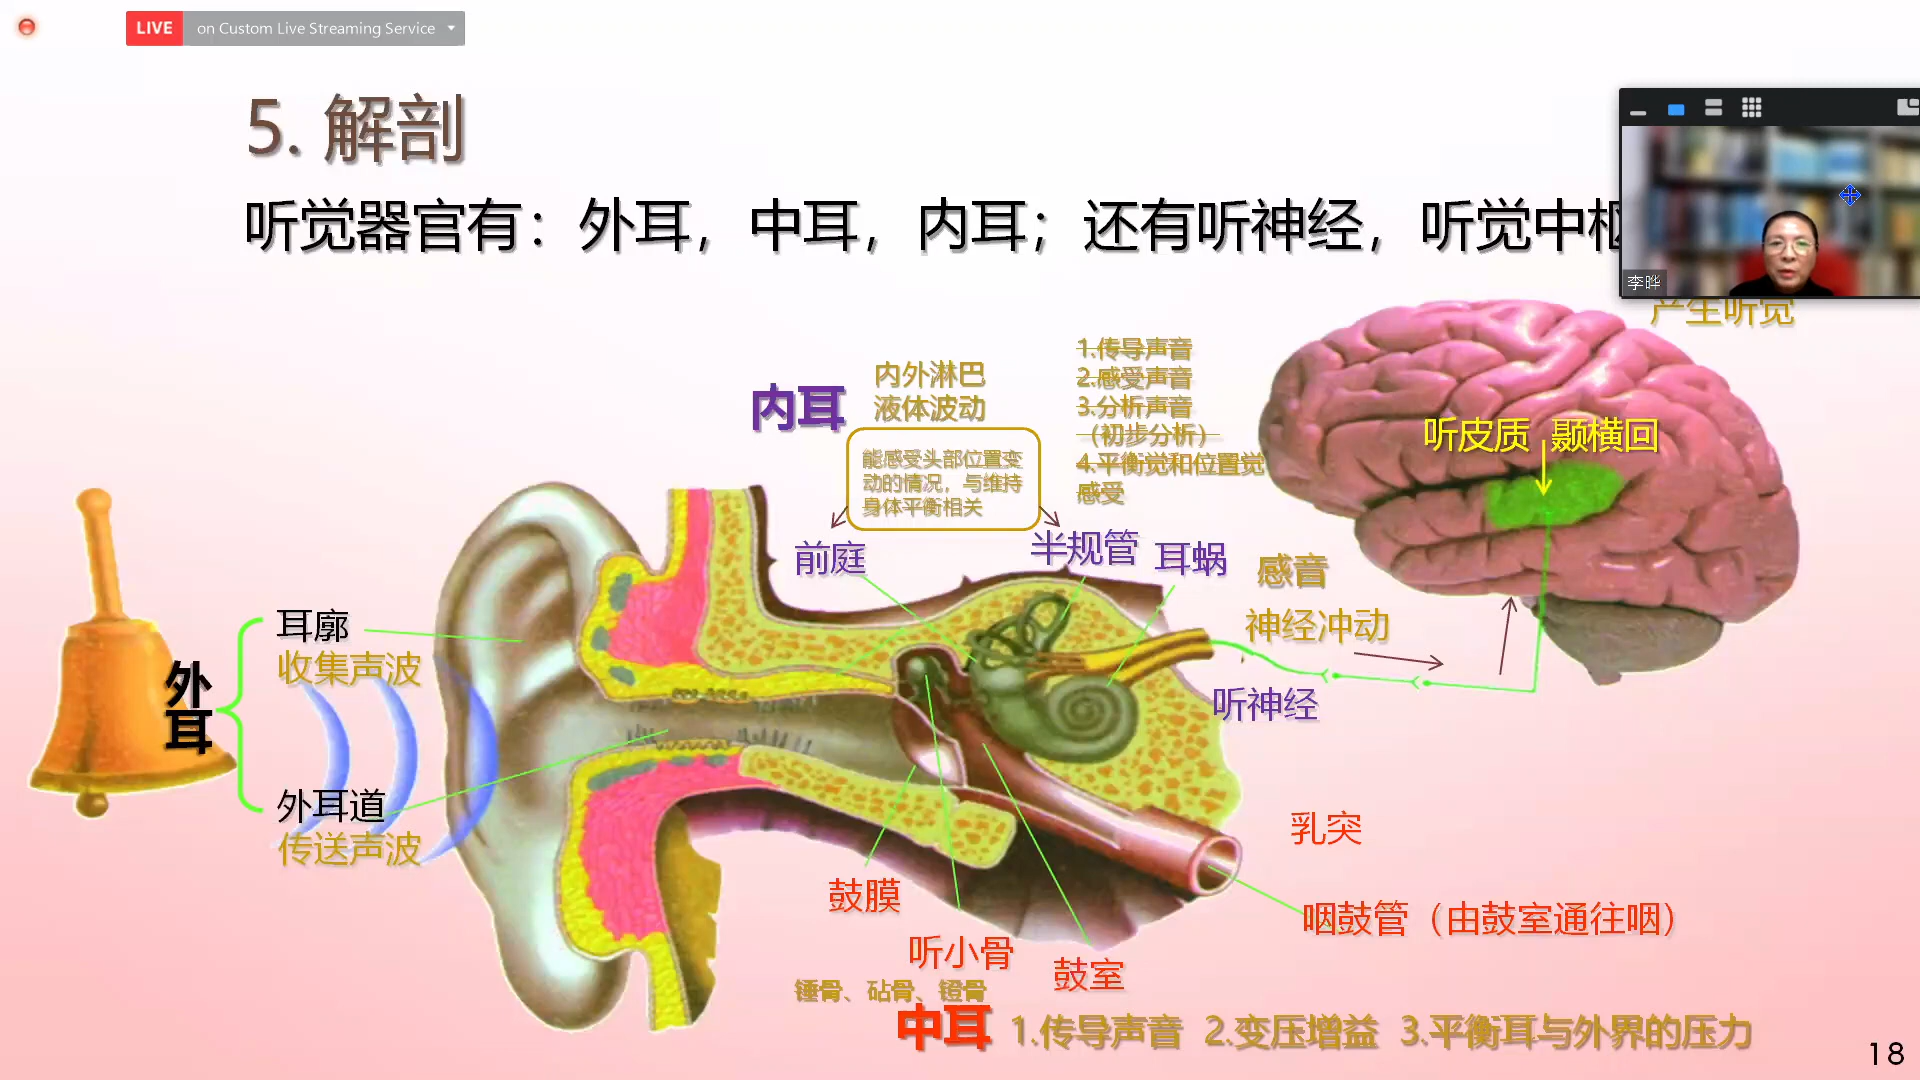 LIVE on Custom Live Streaming Service
5. 解剖
听觉器官有：外耳，中耳，内耳；还有听神经，听觉中枢
李晔
产生听觉
内耳
内外淋巴
液体波动
1.传导声音
2.感受声音
3.分析声音
（初步分析）
4.平衡觉和位置觉
感受
能感受头部位置变
动的情况，与维持
身体平衡相关
听皮质 颞横回
前庭
半规管
耳蜗
感音
神经冲动
听神经
外耳
耳廓
收集声波
外耳道
传送声波
乳突
鼓膜
咽鼓管（由鼓室通往咽）
听小骨
鼓室
锤骨、砧骨、镫骨
中耳 1.传导声音 2.变压增益 3.平衡耳与外界的压力
18